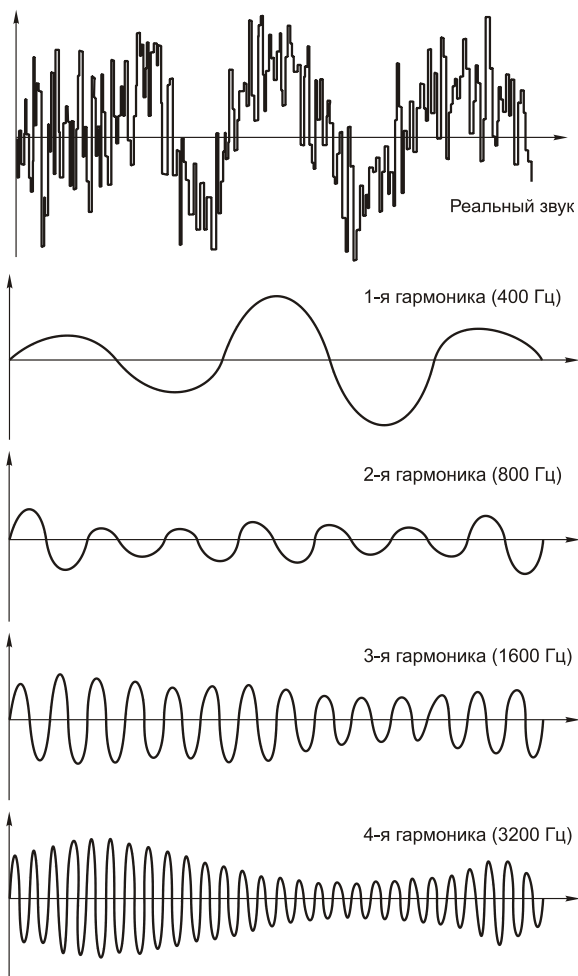 Реальный звук
1-я гармоника (400 Гц)
2-я гармоника (800 Гц)
3-я гармоника (1600 Гц)
4-я гармоника (3200 Гц)